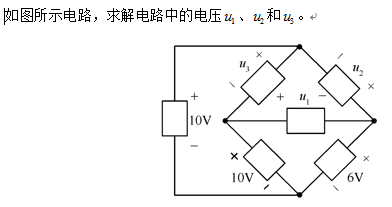 如图所示电路，求解电路中的电压u₁、u₂和u₃。
+ −
u₃ u₂
− + − +
u₁
+
10V
−
× +
10V 6V
− −